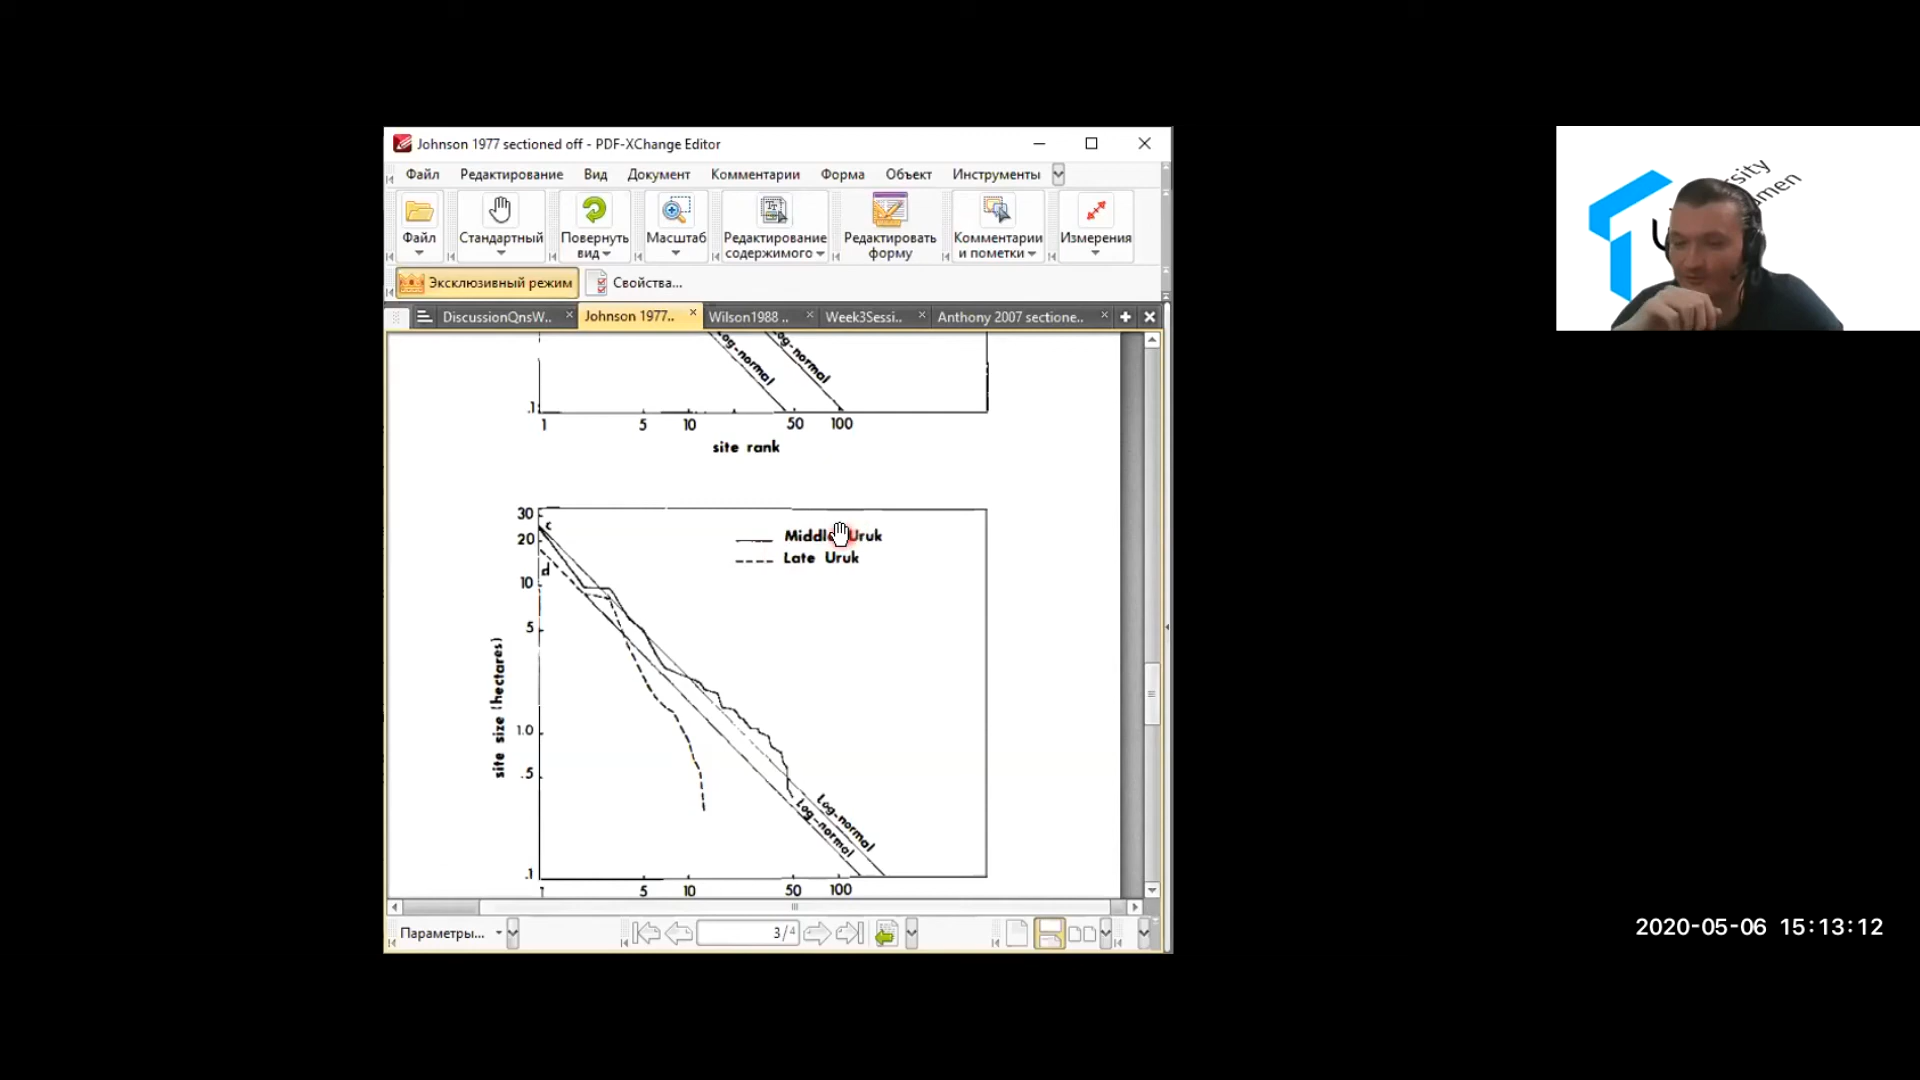 Johnson 1977 sectioned off - PDF-XChange Editor
Файл Редактирование Вид Документ Комментарии Форма Объект Инструменты
Файл Стандартный Повернуть вид Масштаб Редактирование содержимого Редактировать форму Комментарии и пометки Измерения
Эксклюзивный режим Свойства...
DiscussionQnsW.. Johnson 1977.. Wilson1988 .. Week3Sessi.. Anthony 2007 sectione..
Log-normal
.1
1 5 10 50 100
site rank
30
20
10
5
1.0
.5
.1
site size (hectares)
c
d
Uruk
Late Uruk
Log-normal
Log-normal
1 5 10 50 100
Параметры...
3/4
2020-05-06 15:13:12